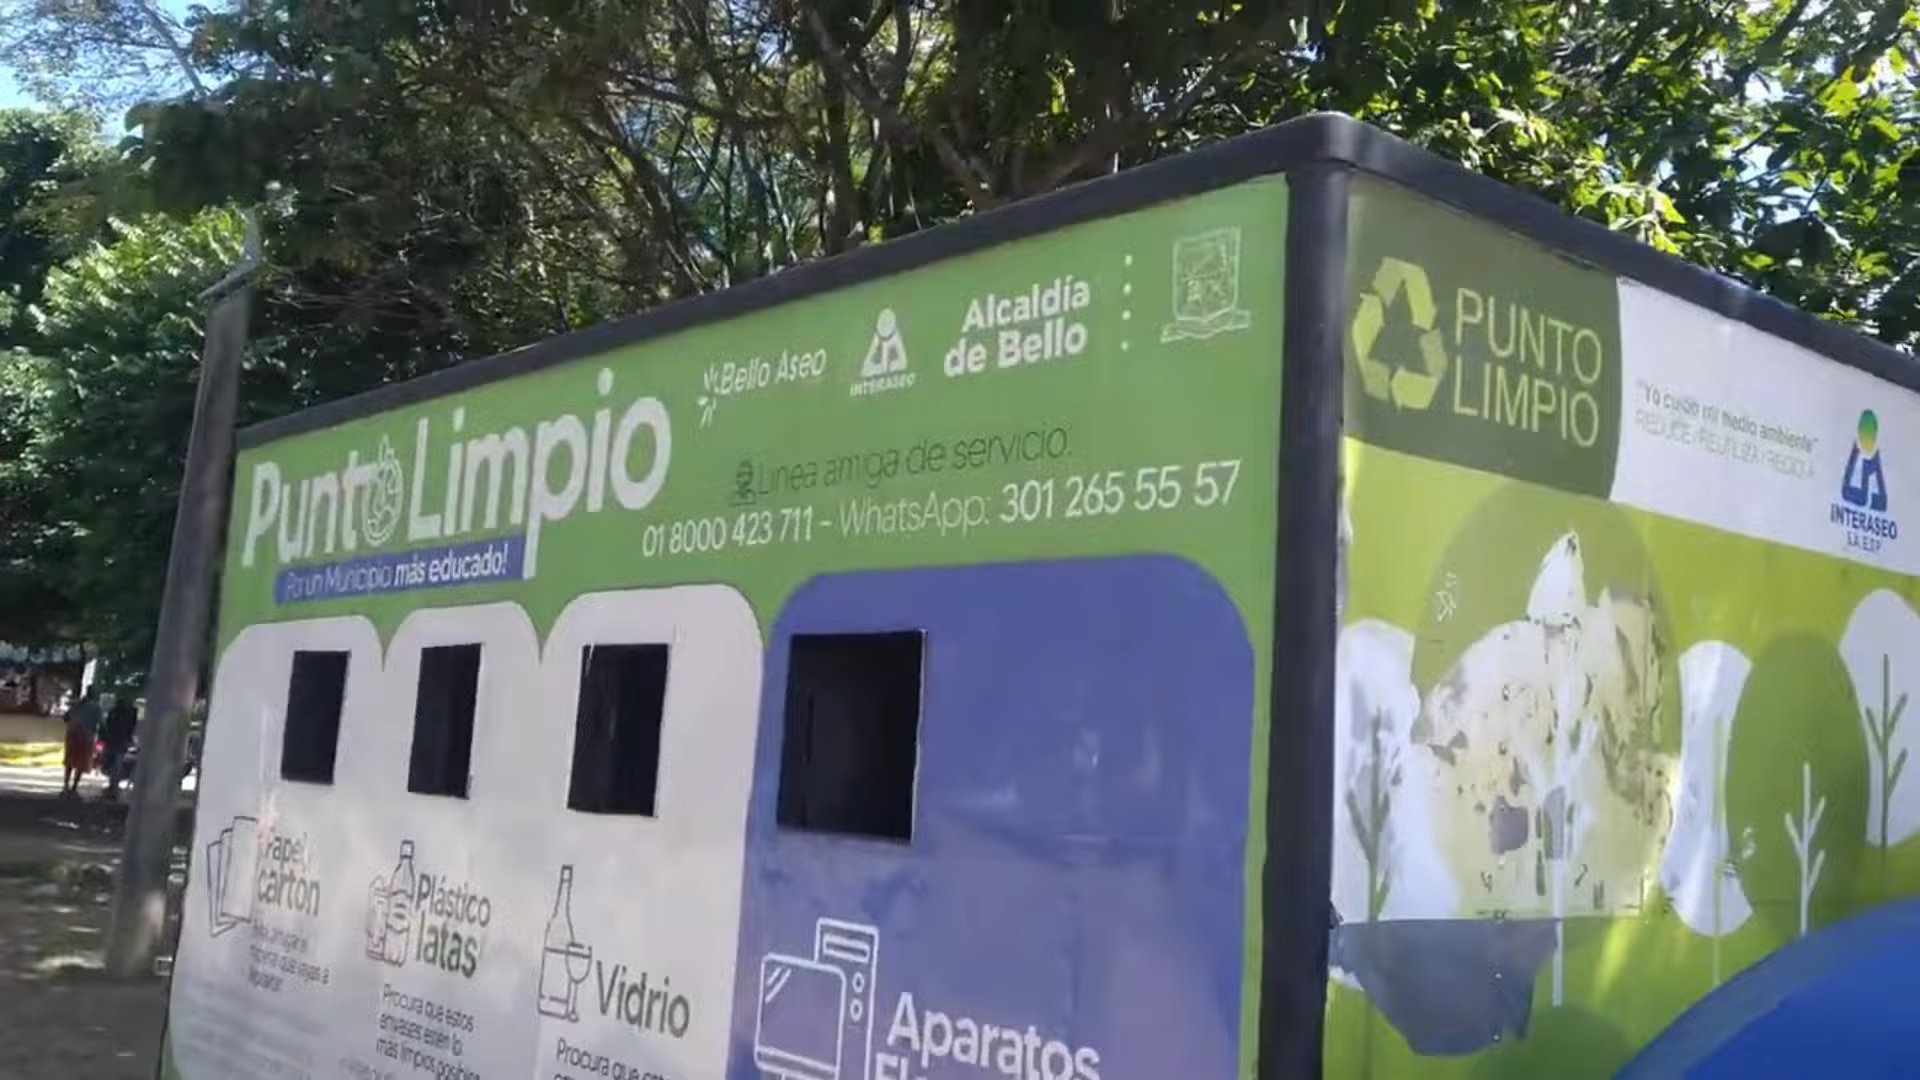 Bello Aseo
INTERASEO
Alcaldía
de Bello
Punto Limpio
¡Por un Municipio más educado!
Línea amiga de servicio:
01 8000 423 711 - WhatsApp: 301 265 55 57
Papel,
cartón
Plástico
latas
Procura que estos
envases estén lo
más limpios posible
Vidrio
Procura que
Aparatos
PUNTO
LIMPIO
"Yo cuido mi medio ambiente"
REDUCE / REUTILIZA / RECICLA
INTERASEO
S.A. E.S.P